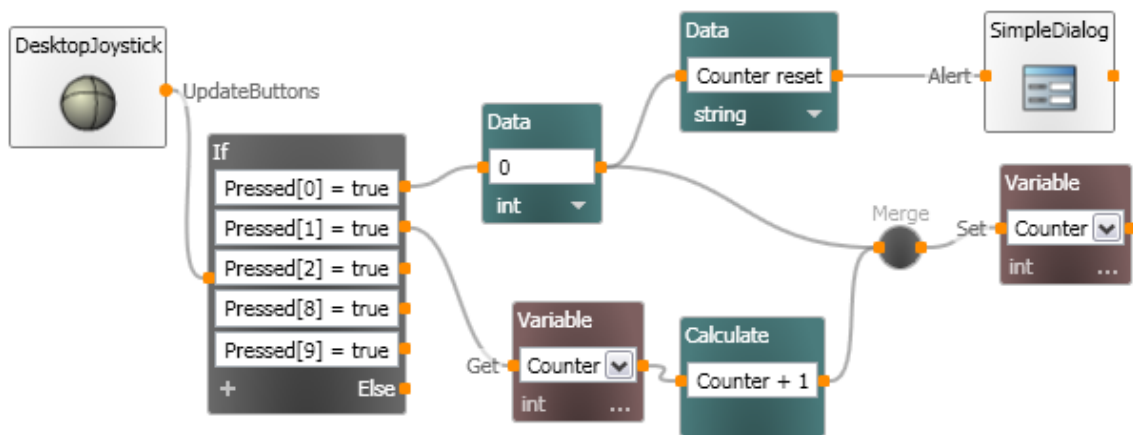 DesktopJoystick
UpdateButtons
If
Pressed[0] = true
Pressed[1] = true
Pressed[2] = true
Pressed[8] = true
Pressed[9] = true
+
Else
Data
0
int
Data
Counter reset
string
Alert
SimpleDialog
Get
Variable
Counter
int
...
Calculate
Counter + 1
Merge
Set
Variable
Counter
int
...